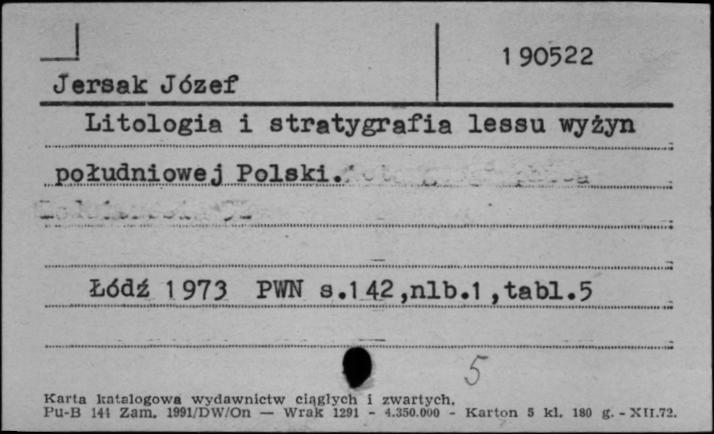 190522
Jersak Józef
Litologia i stratygrafia lessu wyżyn
południowej Polski.
Łódź 1973 PWN s.142,nlb.1,tabl.5
5
Karta katalogowa wydawnictw ciągłych i zwartych.
Pu-B 141 Zam. 1991/DW/On — Wrak 1291 - 4.350.000 - Karton 5 kl. 180 g. - XII.72.